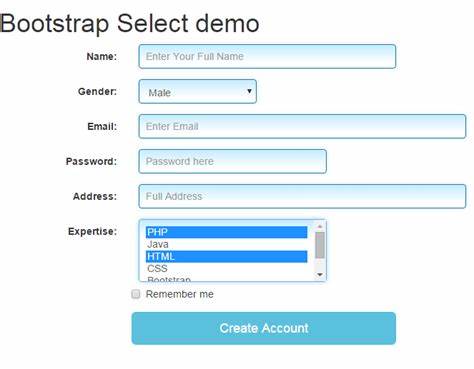 Bootstrap Select demo
Name: Enter Your Full Name
Gender: Male
Email: Enter Email
Password: Password here
Address: Full Address
Expertise: PHP
Java
HTML
CSS
Bootstrap
Remember me
Create Account